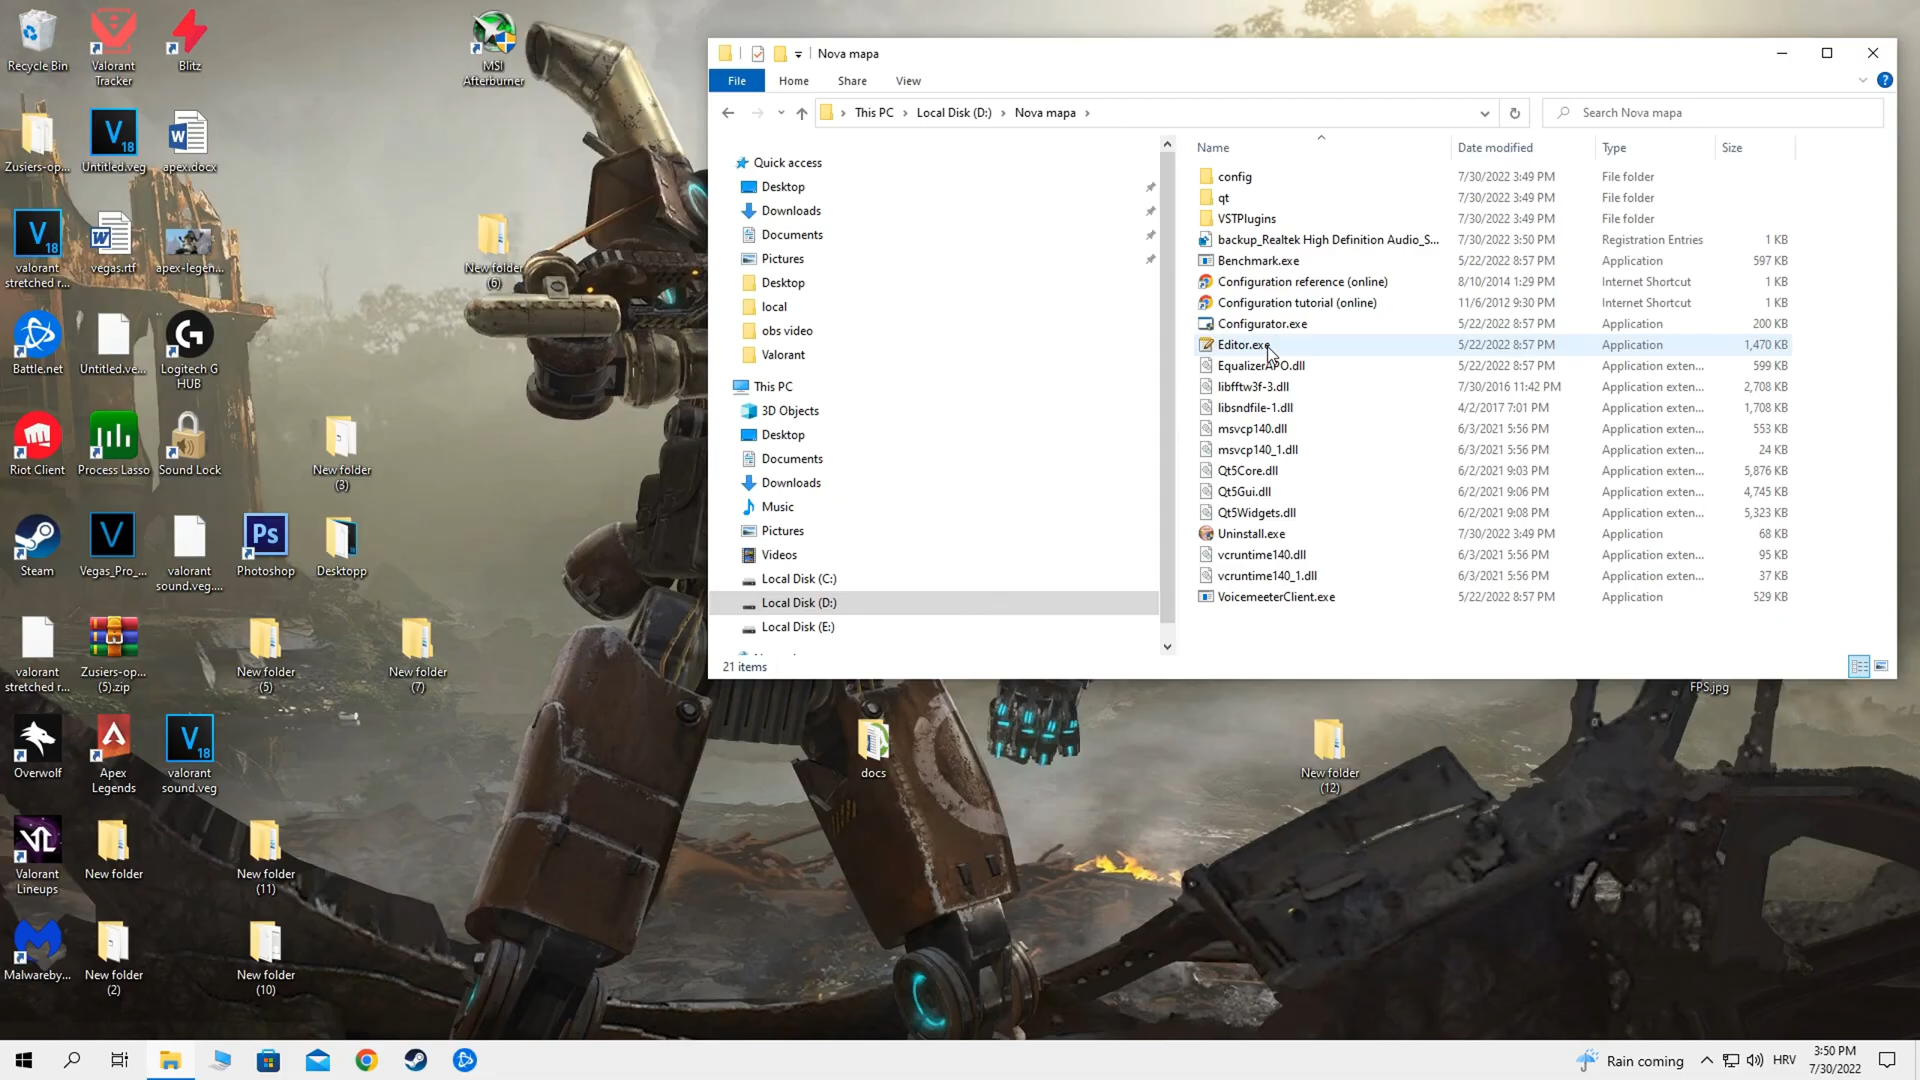 Recycle Bin
Valorant
Tracker
Blitz
MSI
Afterburner
Zusiers-op...
Untitled.veg
apex.docx
valorant
stretched r...
vegas.rtf
apex-legen...
New folder
(6)
Battle.net
Untitled.ve...
Logitech G
HUB
Riot Client
Process Lasso
Sound Lock
New folder
(3)
Steam
Vegas_Pro_...
valorant
sound.veg....
Photoshop
Desktopp
valorant
stretched r...
Zusiers-op...
(5).zip
New folder
(5)
New folder
(7)
Overwolf
Apex
Legends
valorant
sound.veg
docs
New folder
(12)
FPS.jpg
Valorant
Lineups
New folder
New folder
(11)
Malwareby...
New folder
(2)
New folder
(10)
Nova mapa
File
Home
Share
View
This PC
Local Disk (D:)
Nova mapa
Search Nova mapa
Quick access
Desktop
Downloads
Documents
Pictures
Desktop
local
obs video
Valorant
This PC
3D Objects
Desktop
Documents
Downloads
Music
Pictures
Videos
Local Disk (C:)
Local Disk (D:)
Local Disk (E:)
21 items
Name Date modified Type Size
config 7/30/2022 3:49 PM File folder
qt 7/30/2022 3:49 PM File folder
VSTPlugins 7/30/2022 3:49 PM File folder
backup_Realtek High Definition Audio_S... 7/30/2022 3:50 PM Registration Entries 1 KB
Benchmark.exe 5/22/2022 8:57 PM Application 597 KB
Configuration reference (online) 8/10/2014 1:29 PM Internet Shortcut 1 KB
Configuration tutorial (online) 11/6/2012 9:30 PM Internet Shortcut 1 KB
Configurator.exe 5/22/2022 8:57 PM Application 200 KB
Editor.exe 5/22/2022 8:57 PM Application 1,470 KB
EqualizerAPO.dll 5/22/2022 8:57 PM Application exten... 599 KB
libfftw3f-3.dll 7/30/2016 11:42 PM Application exten... 2,708 KB
libsndfile-1.dll 4/2/2017 7:01 PM Application exten... 1,708 KB
msvcp140.dll 6/3/2021 5:56 PM Application exten... 553 KB
msvcp140_1.dll 6/3/2021 5:56 PM Application exten... 24 KB
Qt5Core.dll 6/2/2021 9:03 PM Application exten... 5,876 KB
Qt5Gui.dll 6/2/2021 9:06 PM Application exten... 4,745 KB
Qt5Widgets.dll 6/2/2021 9:08 PM Application exten... 5,323 KB
Uninstall.exe 7/30/2022 3:49 PM Application 68 KB
vcruntime140.dll 6/3/2021 5:56 PM Application exten... 95 KB
vcruntime140_1.dll 6/3/2021 5:56 PM Application exten... 37 KB
VoicemeeterClient.exe 5/22/2022 8:57 PM Application 529 KB
Rain coming
HRV
3:50 PM
7/30/2022